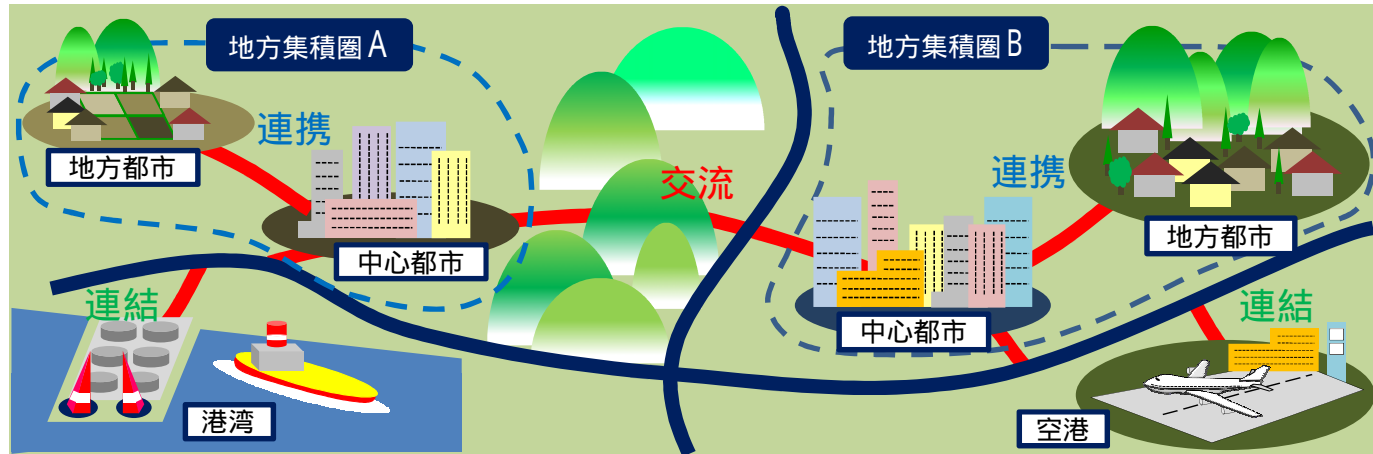 地方集積圏A
地方集積圏B
連携
地方都市
交流
連携
地方都市
中心都市
連結
連結
中心都市
港湾
空港